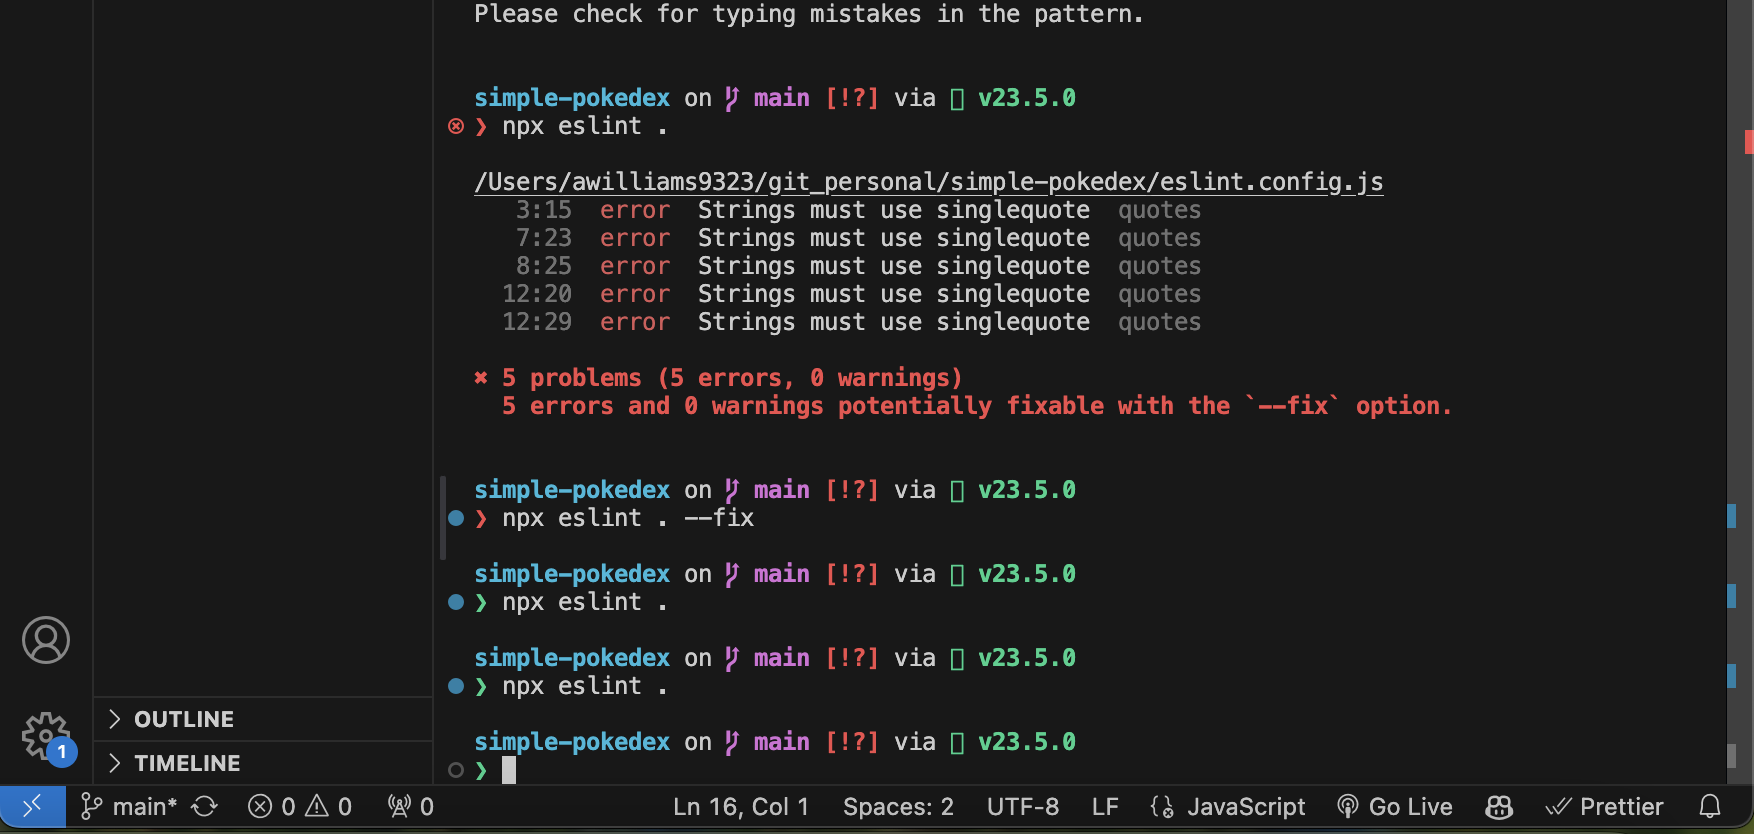 Please check for typing mistakes in the pattern.
simple-pokedex on main [!?] via v23.5.0
❯ npx eslint .
/Users/awilliams9323/git_personal/simple-pokedex/eslint.config.js
3:15 error Strings must use singlequote quotes
7:23 error Strings must use singlequote quotes
8:25 error Strings must use singlequote quotes
12:20 error Strings must use singlequote quotes
12:29 error Strings must use singlequote quotes
✖ 5 problems (5 errors, 0 warnings)
5 errors and 0 warnings potentially fixable with the `--fix` option.
simple-pokedex on main [!?] via v23.5.0
❯ npx eslint . --fix
simple-pokedex on main [!?] via v23.5.0
❯ npx eslint .
simple-pokedex on main [!?] via v23.5.0
❯ npx eslint .
simple-pokedex on main [!?] via v23.5.0
❯
1
OUTLINE
TIMELINE
main* 0 0 0 Ln 16, Col 1 Spaces: 2 UTF-8 LF JavaScript Go Live Prettier